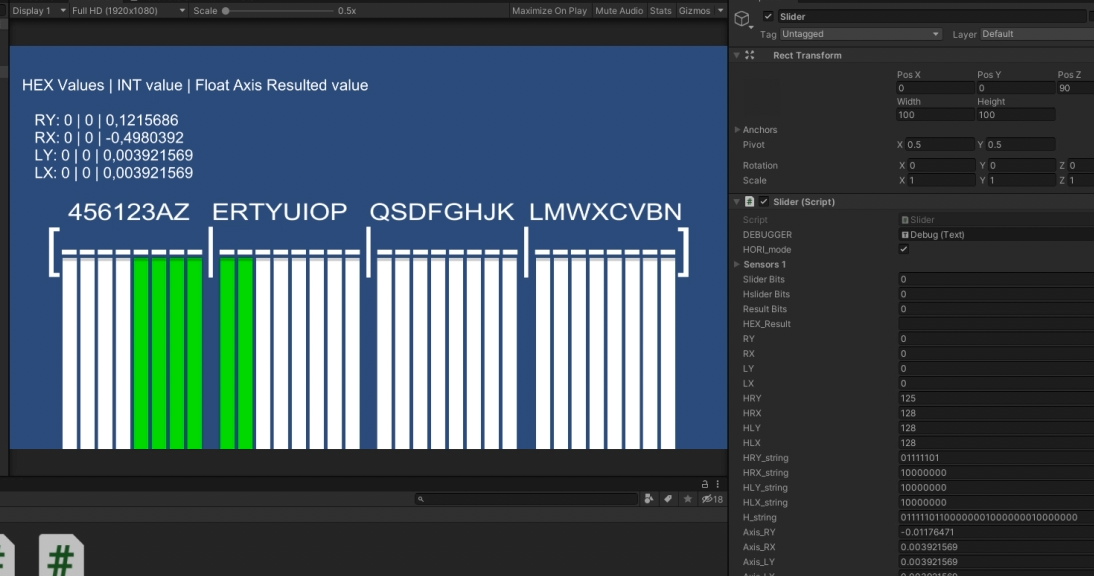 Display 1 Full HD (1920x1080) Scale 0.5x Maximize On Play Mute Audio Stats Gizmos
HEX Values | INT value | Float Axis Resulted value
RY: 0 | 0 | 0,1215686
RX: 0 | 0 | -0,4980392
LY: 0 | 0 | 0,003921569
LX: 0 | 0 | 0,003921569
456123AZ ERTYUIOP QSDFGHJK LMWXCVBN
18
Slider
Tag Untagged Layer Default
Rect Transform
Pos X Pos Y Pos Z
0 0 90
Width Height
100 100
Anchors
Pivot X 0.5 Y 0.5
Rotation X 0 Y 0 Z 0
Scale X 1 Y 1 Z 1
Slider (Script)
Script Slider
DEBUGGER Debug (Text)
HORI_mode
Sensors 1
Slider Bits 0
Hslider Bits 0
Result Bits 0
HEX_Result
RY 0
RX 0
LY 0
LX 0
HRY 125
HRX 128
HLY 128
HLX 128
HRY_string 01111101
HRX_string 10000000
HLY_string 10000000
HLX_string 10000000
H_string 01111101100000001000000010000000
Axis_RY -0.01176471
Axis_RX 0.003921569
Axis_LY 0.003921569